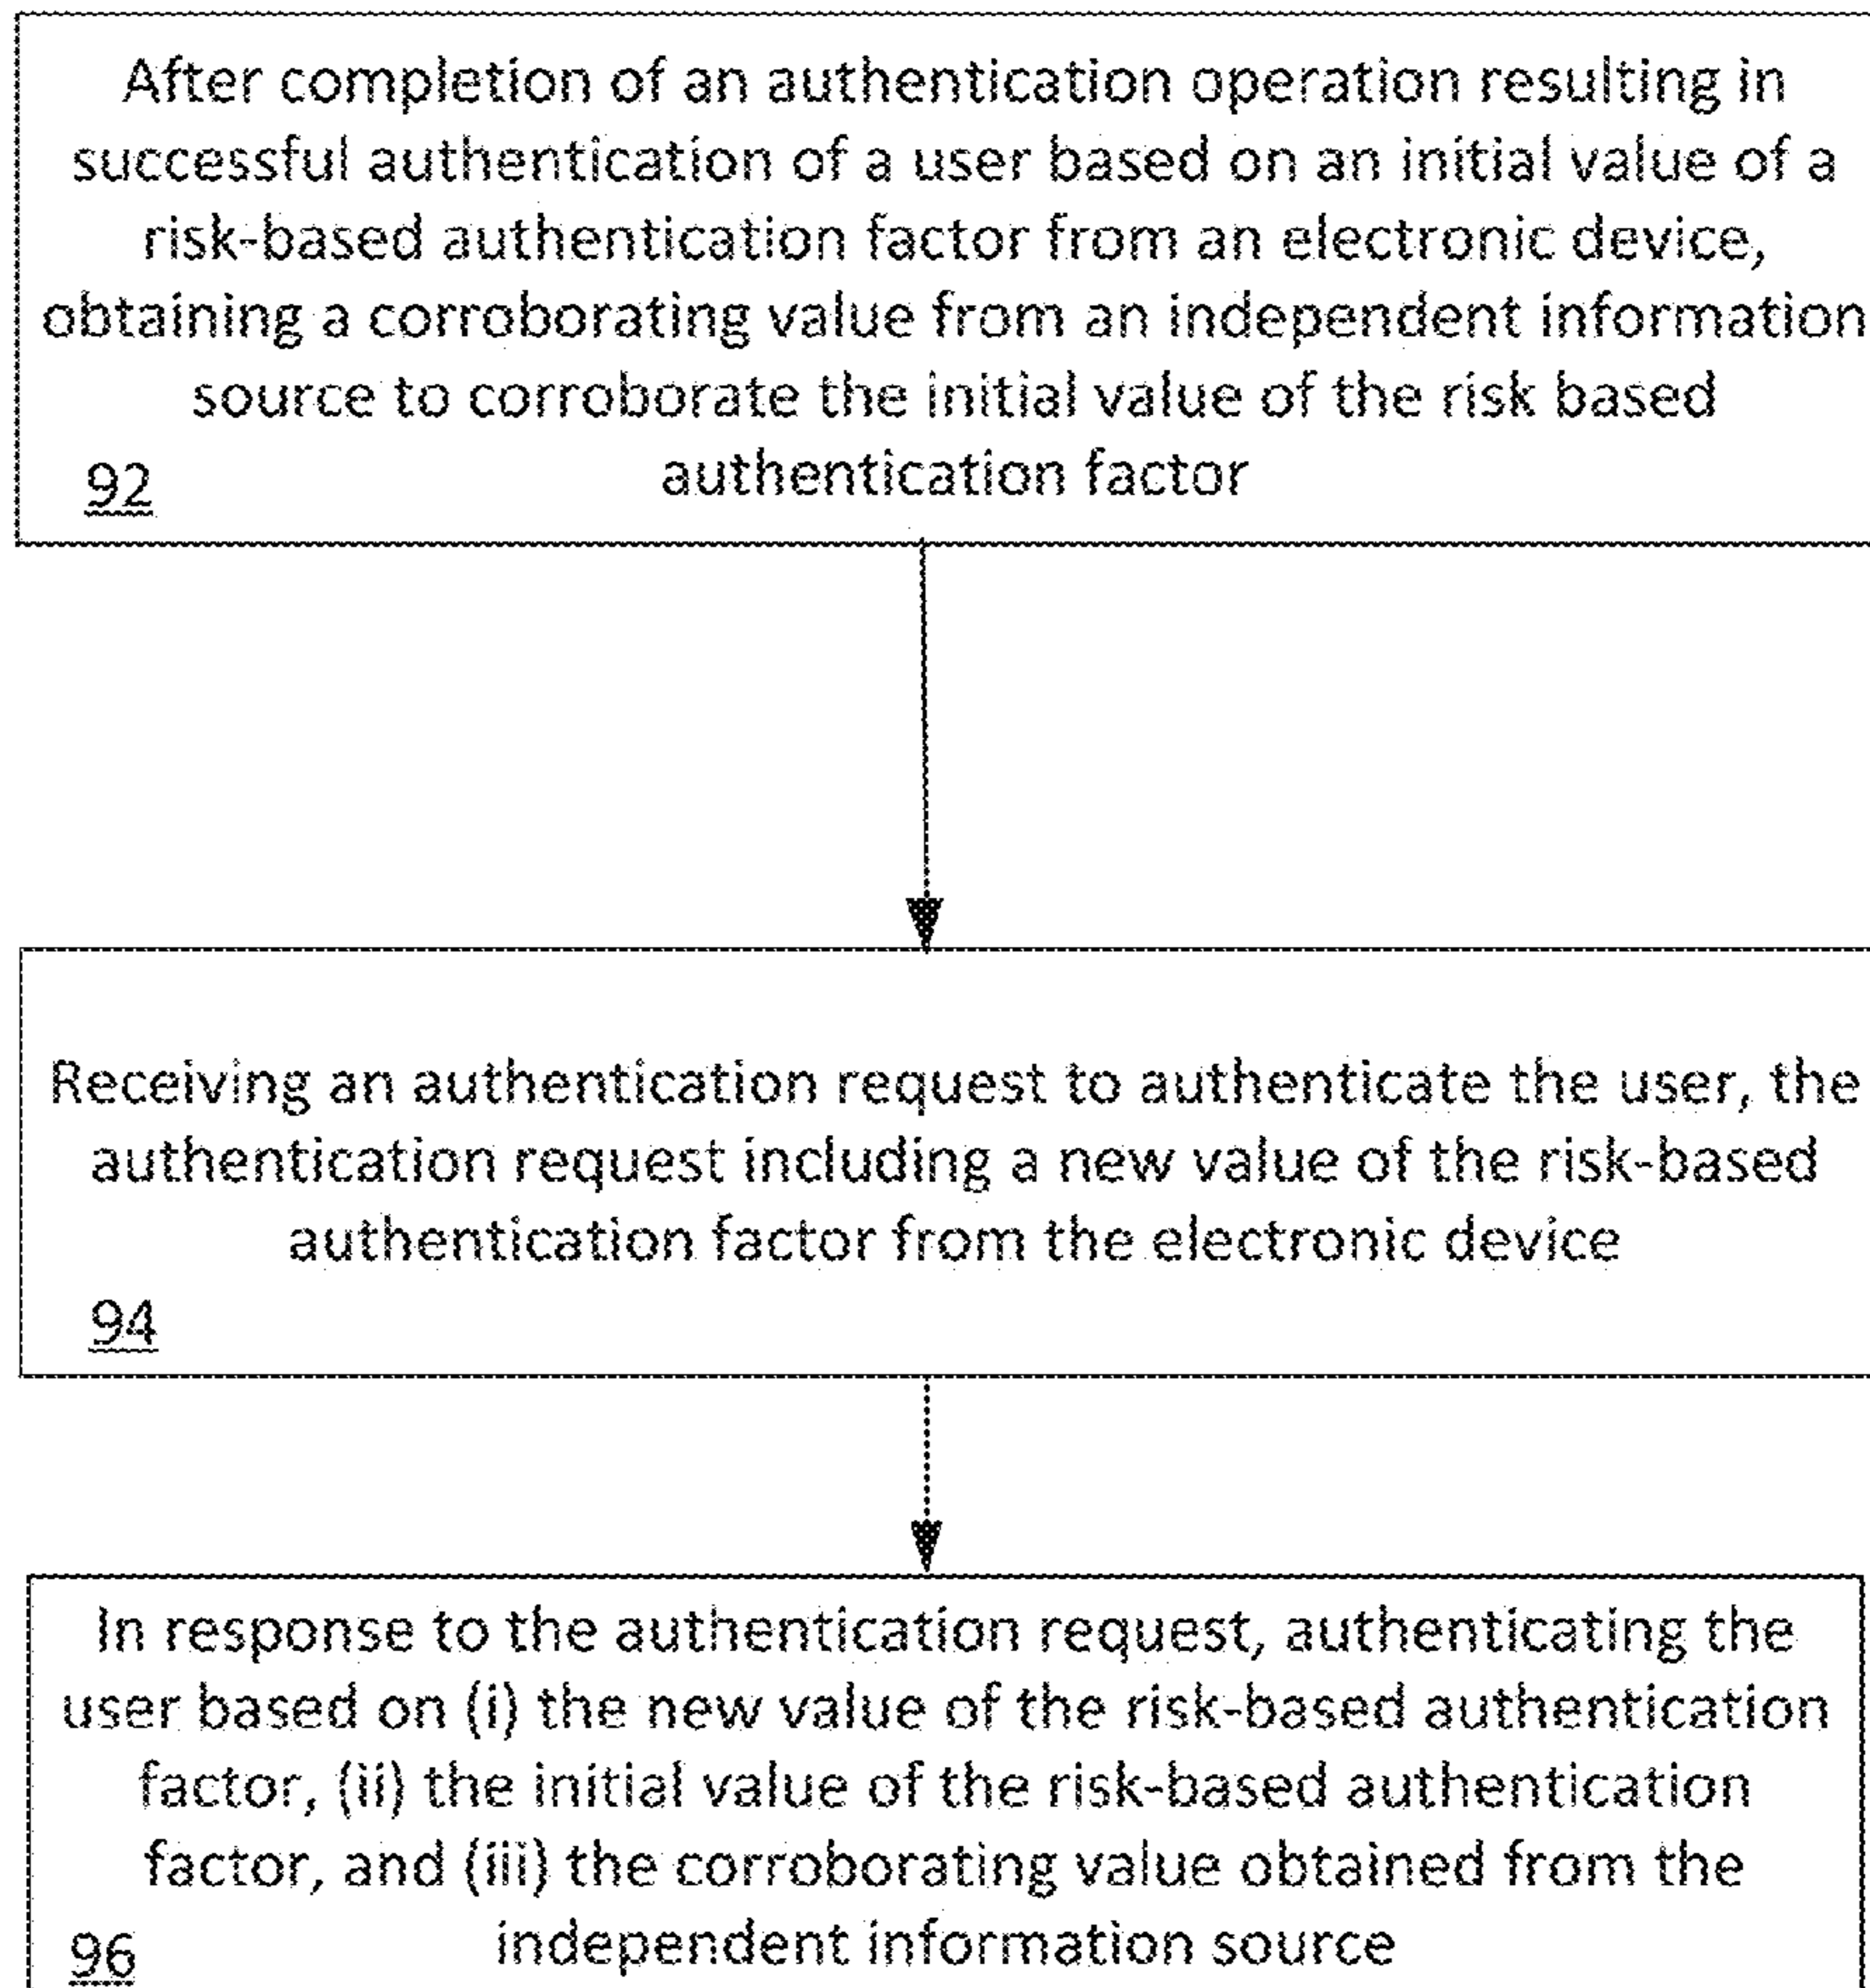 After completion of an authentication operation resulting in
successful authentication of a user based on an initial value of a
risk-based authentication factor from an electronic device,
obtaining a corroborating value from an independent information
source to corroborate the initial value of the risk based
authentication factor
92
Receiving an authentication request to authenticate the user, the
authentication request including a new value of the risk-based
authentication factor from the electronic device
94
In response to the authentication request, authenticating the
user based on (i) the new value of the risk-based authentication
factor, (ii) the initial value of the risk-based authentication
factor, and (iii) the corroborating value obtained from the
independent information source
96